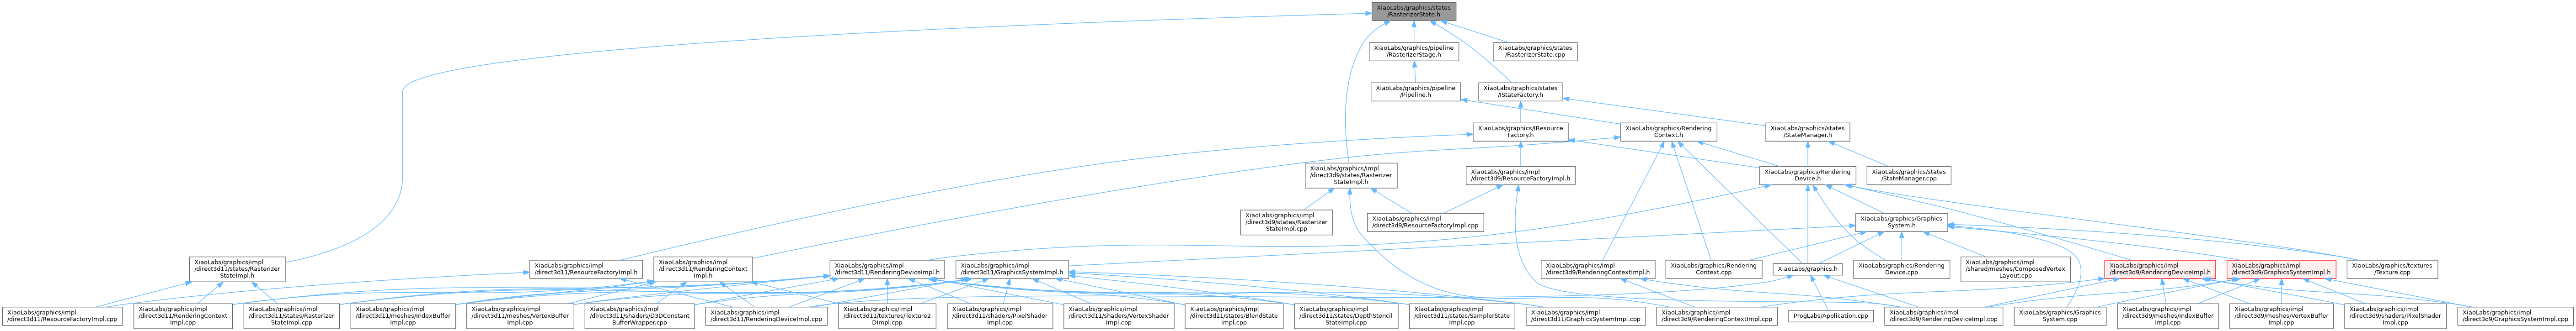 XiaoLabs/graphics/states
/RasterizerState.h
XiaoLabs/graphics/pipeline
/RasterizerStage.h
XiaoLabs/graphics/states
/RasterizerState.cpp
XiaoLabs/graphics/pipeline
/Pipeline.h
XiaoLabs/graphics/states
/IStateFactory.h
XiaoLabs/graphics/IResource
Factory.h
XiaoLabs/graphics/Rendering
Context.h
XiaoLabs/graphics/states
/StateManager.h
XiaoLabs/graphics/impl
/direct3d9/states/Rasterizer
StateImpl.h
XiaoLabs/graphics/impl
/direct3d9/ResourceFactoryImpl.h
XiaoLabs/graphics/Rendering
Device.h
XiaoLabs/graphics/states
/StateManager.cpp
XiaoLabs/graphics/impl
/direct3d9/states/Rasterizer
StateImpl.cpp
XiaoLabs/graphics/impl
/direct3d9/ResourceFactoryImpl.cpp
XiaoLabs/graphics/Graphics
System.h
XiaoLabs/graphics/impl
/direct3d11/states/Rasterizer
StateImpl.h
XiaoLabs/graphics/impl
/direct3d11/ResourceFactoryImpl.h
XiaoLabs/graphics/impl
/direct3d11/RenderingContext
Impl.h
XiaoLabs/graphics/impl
/direct3d11/RenderingDeviceImpl.h
XiaoLabs/graphics/impl
/direct3d11/GraphicsSystemImpl.h
XiaoLabs/graphics/impl
/direct3d9/RenderingContextImpl.h
XiaoLabs/graphics/Rendering
Context.cpp
XiaoLabs/graphics.h
XiaoLabs/graphics/Rendering
Device.cpp
XiaoLabs/graphics/impl
/shared/meshes/ComposedVertex
Layout.cpp
XiaoLabs/graphics/impl
/direct3d9/RenderingDeviceImpl.h
XiaoLabs/graphics/impl
/direct3d9/GraphicsSystemImpl.h
XiaoLabs/graphics/textures
/Texture.cpp
XiaoLabs/graphics/impl
/direct3d11/ResourceFactoryImpl.cpp
XiaoLabs/graphics/impl
/direct3d11/RenderingContext
Impl.cpp
XiaoLabs/graphics/impl
/direct3d11/states/Rasterizer
StateImpl.cpp
XiaoLabs/graphics/impl
/direct3d11/meshes/IndexBuffer
Impl.cpp
XiaoLabs/graphics/impl
/direct3d11/meshes/VertexBuffer
Impl.cpp
XiaoLabs/graphics/impl
/direct3d11/shaders/D3DConstant
BufferWrapper.cpp
XiaoLabs/graphics/impl
/direct3d11/RenderingDeviceImpl.cpp
XiaoLabs/graphics/impl
/direct3d11/textures/Texture2
DImpl.cpp
XiaoLabs/graphics/impl
/direct3d11/shaders/PixelShader
Impl.cpp
XiaoLabs/graphics/impl
/direct3d11/shaders/VertexShader
Impl.cpp
XiaoLabs/graphics/impl
/direct3d11/states/BlendState
Impl.cpp
XiaoLabs/graphics/impl
/direct3d11/states/DepthStencil
StateImpl.cpp
XiaoLabs/graphics/impl
/direct3d11/states/SamplerState
Impl.cpp
XiaoLabs/graphics/impl
/direct3d11/GraphicsSystemImpl.cpp
XiaoLabs/graphics/impl
/direct3d9/RenderingContextImpl.cpp
ProgLabs/Application.cpp
XiaoLabs/graphics/impl
/direct3d9/RenderingDeviceImpl.cpp
XiaoLabs/graphics/Graphics
System.cpp
XiaoLabs/graphics/impl
/direct3d9/meshes/IndexBuffer
Impl.cpp
XiaoLabs/graphics/impl
/direct3d9/meshes/VertexBuffer
Impl.cpp
XiaoLabs/graphics/impl
/direct3d9/shaders/PixelShader
Impl.cpp
XiaoLabs/graphics/impl
/direct3d9/GraphicsSystemImpl.cpp